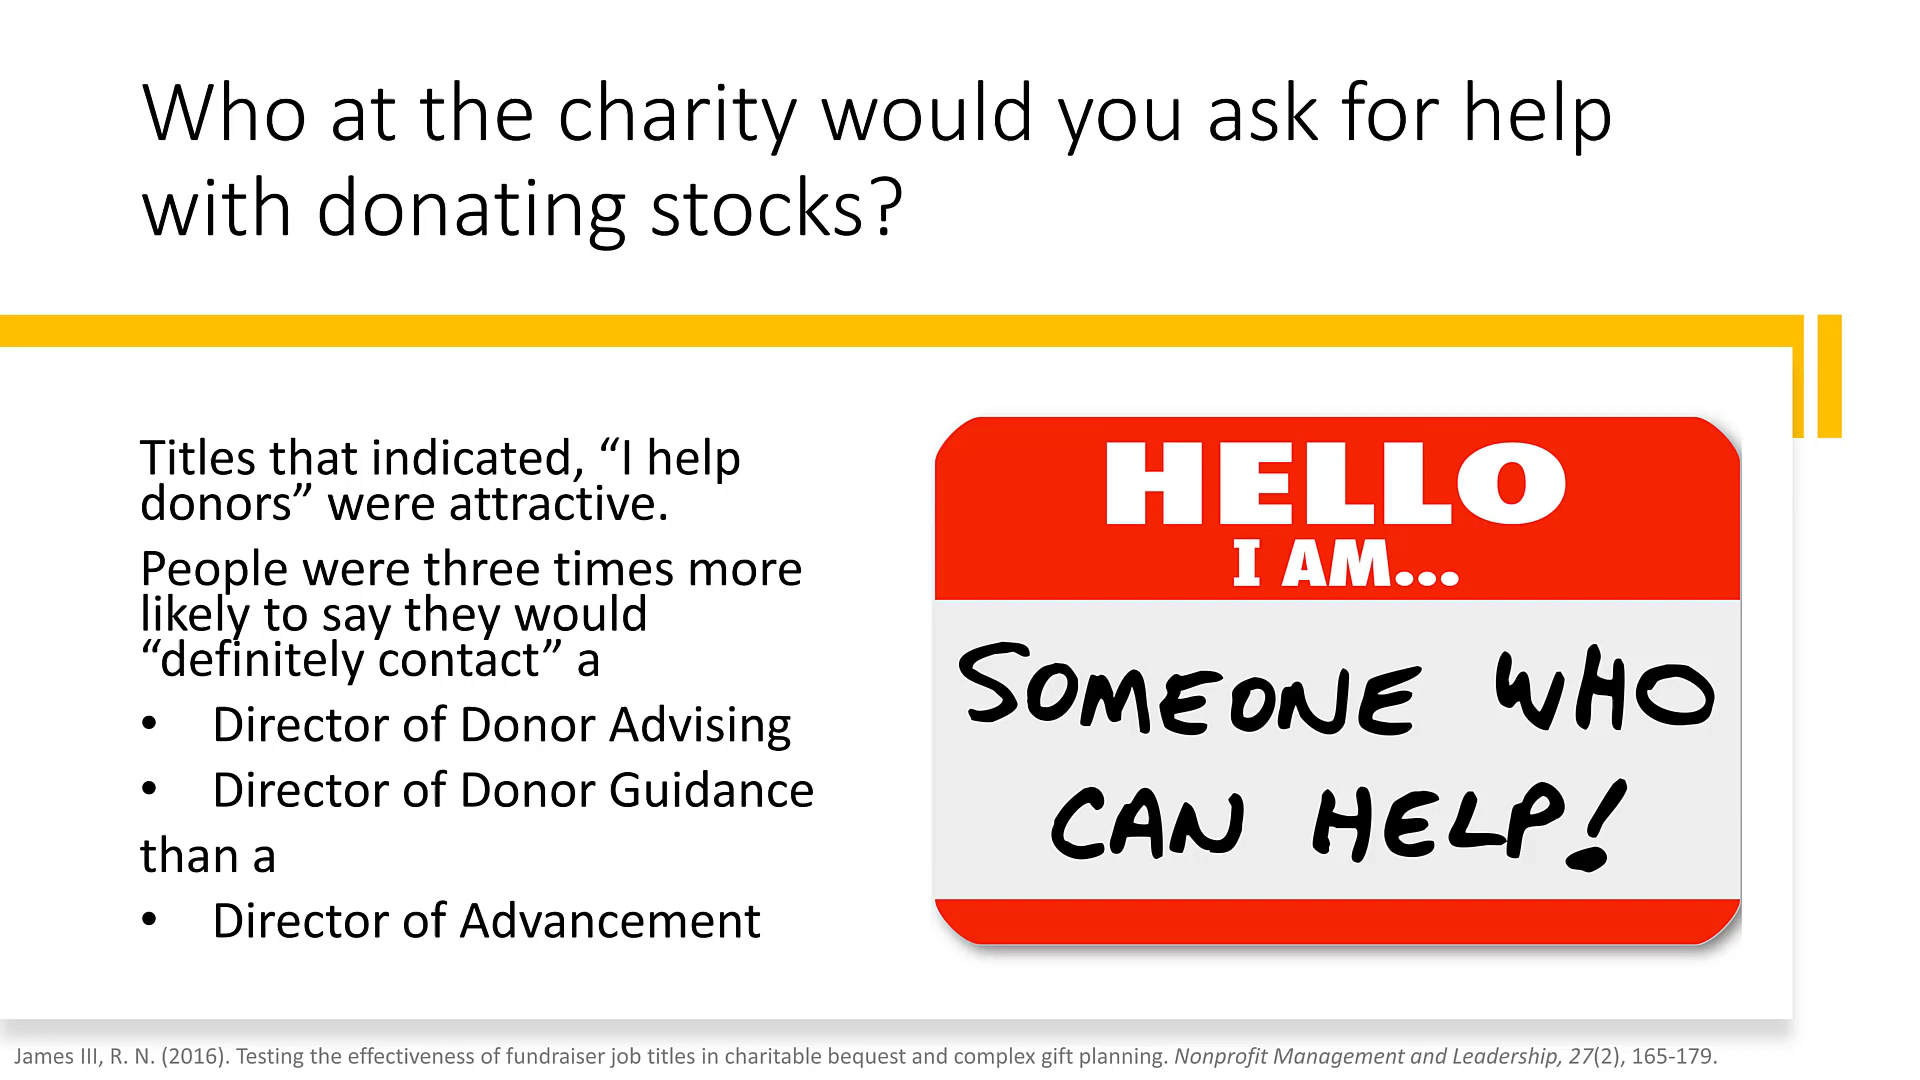 Who at the charity would you ask for help
with donating stocks?
Titles that indicated, “I help
donors” were attractive.
People were three times more
likely to say they would
“definitely contact” a
• Director of Donor Advising
• Director of Donor Guidance
than a
• Director of Advancement
HELLO
I AM...
SOMEONE WHO
CAN HELP!
James III, R. N. (2016). Testing the effectiveness of fundraiser job titles in charitable bequest and complex gift planning. Nonprofit Management and Leadership, 27(2), 165-179.